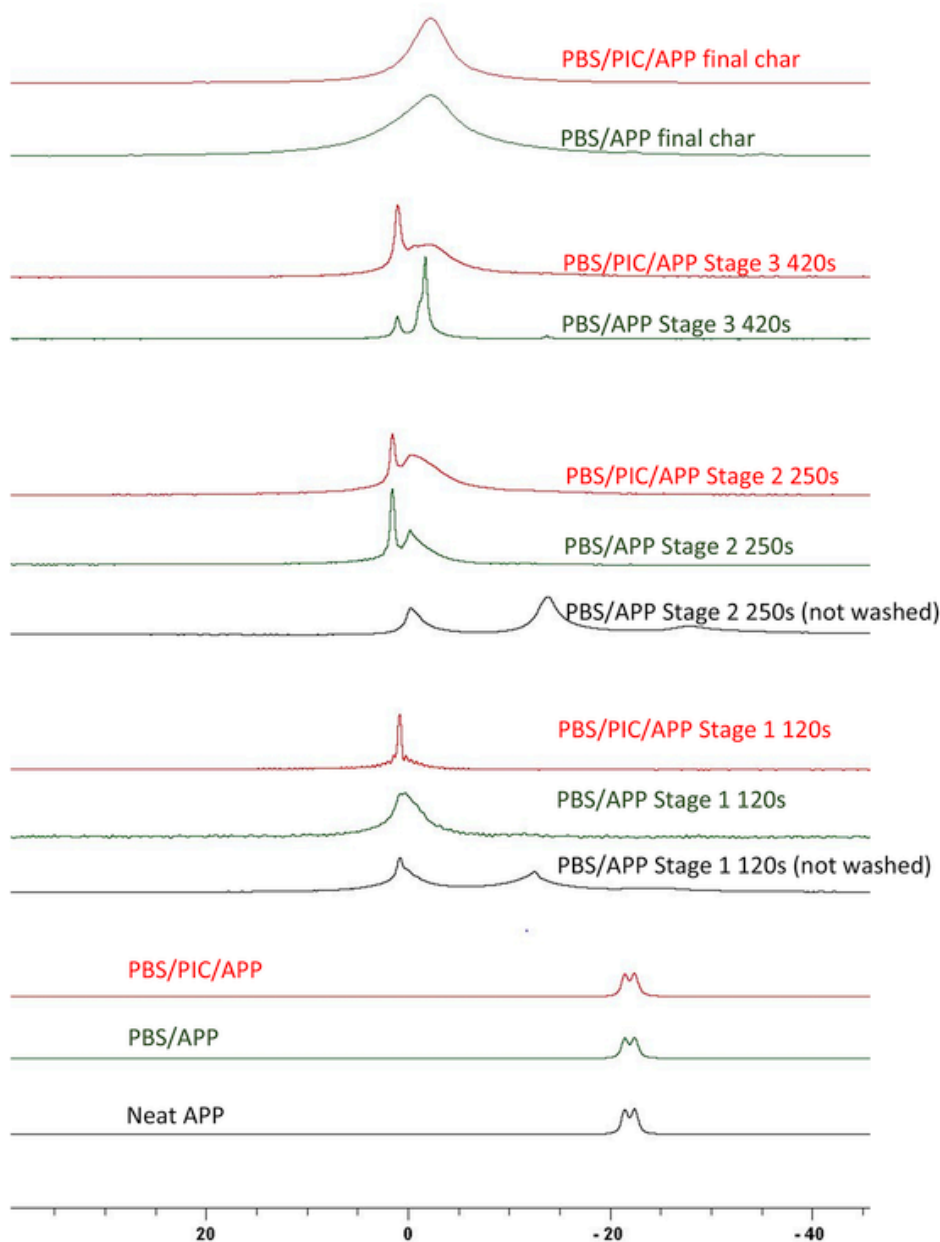 PBS/PIC/APP final char
PBS/APP final char
PBS/PIC/APP Stage 3 420s
PBS/APP Stage 3 420s
PBS/PIC/APP Stage 2 250s
PBS/APP Stage 2 250s
PBS/APP Stage 2 250s (not washed)
PBS/PIC/APP Stage 1 120s
PBS/APP Stage 1 120s
PBS/APP Stage 1 120s (not washed)
PBS/PIC/APP
PBS/APP
Neat APP
20 0 -20 -40